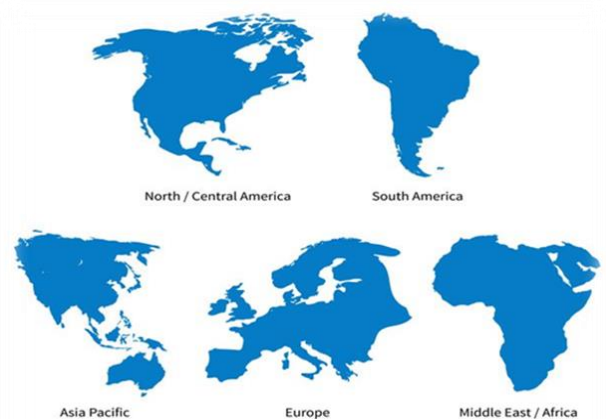 North / Central America
South America
Asia Pacific
Europe
Middle East / Africa